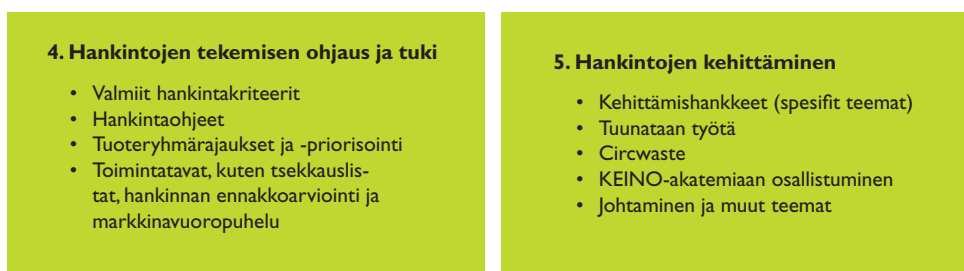 4. Hankintojen tekemisen ohjaus ja tuki
• Valmiit hankintakriteerit
• Hankintaohjeet
• Tuoteryhmärajaukset ja -priorisointi
• Toimintatavat, kuten tsekkauslis-
tat, hankinnan ennakkoarviointi ja
markkinavuoropuhelu
5. Hankintojen kehittäminen
• Kehittämishankkeet (spesifit teemat)
• Tuunataan työtä
• Circwaste
• KEINO-akatemiaan osallistuminen
• Johtaminen ja muut teemat